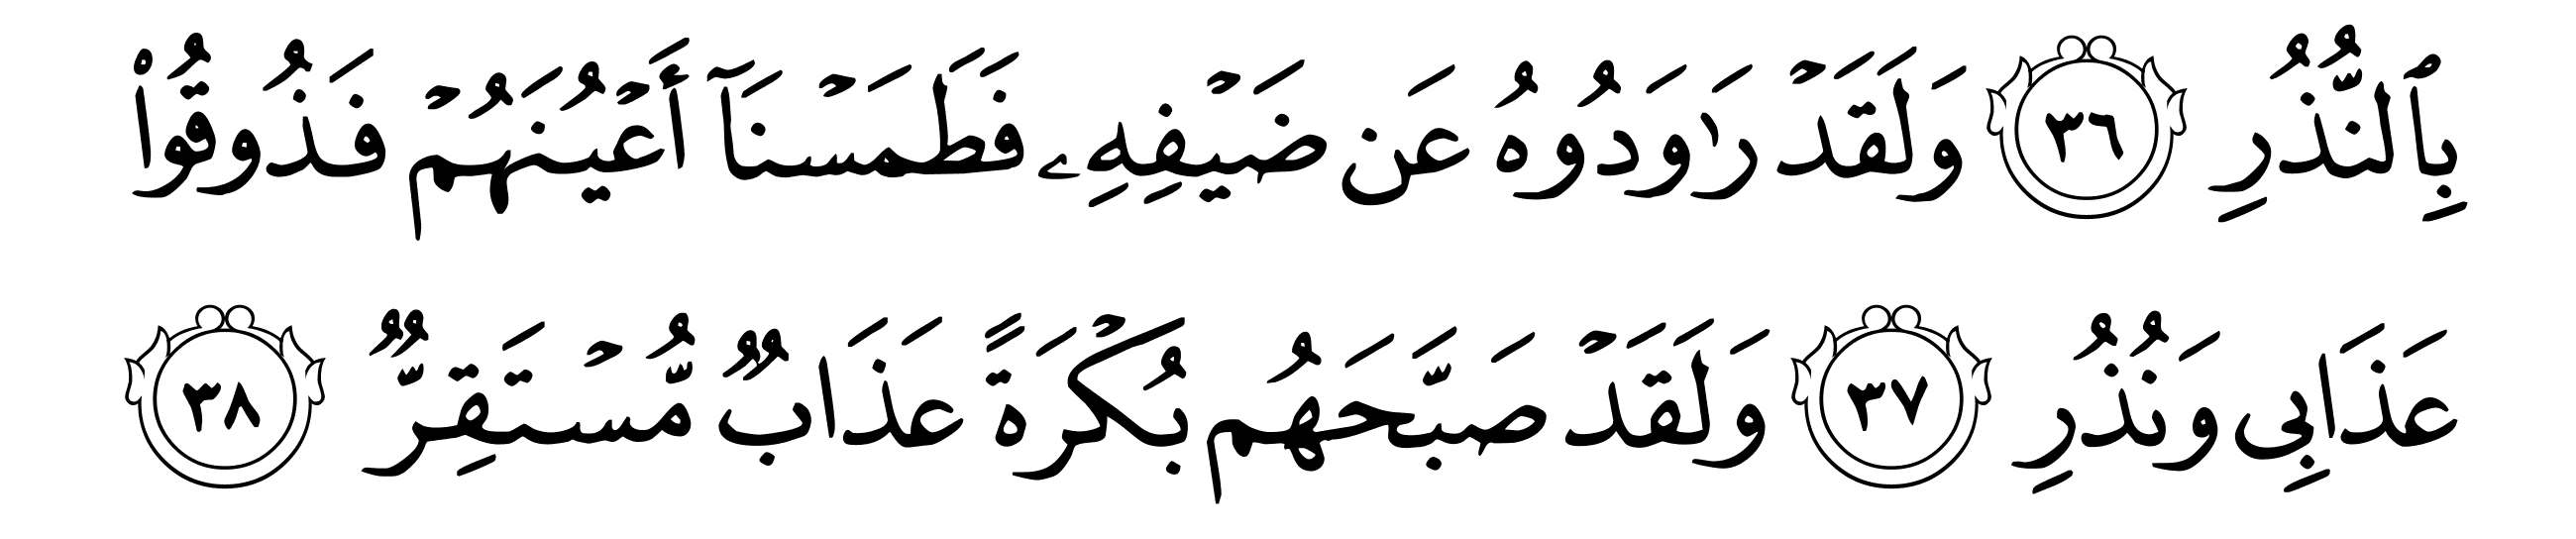 بِٱلنُّذُرِ ٣٦ وَلَقَدۡ رَٰوَدُوهُ عَن ضَيۡفِهِۦ فَطَمَسۡنَآ أَعۡيُنَهُمۡ فَذُوقُواْ
عَذَابِي وَنُذُرِ ٣٧ وَلَقَدۡ صَبَّحَهُم بُكۡرَةً عَذَابٞ مُّسۡتَقِرّٞ ٣٨